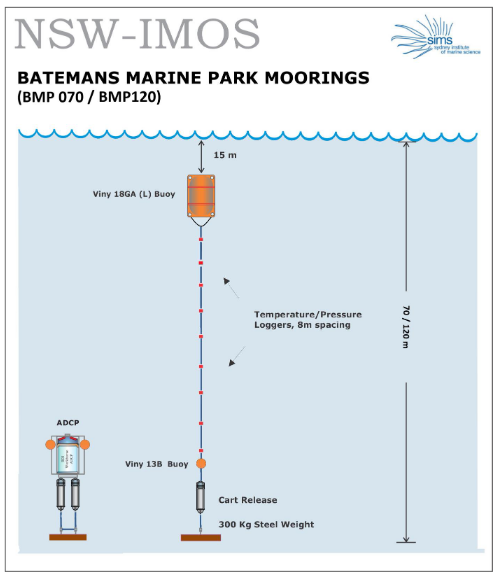 NSW-IMOS
sims
sydney institute
of marine science
BATEMANS MARINE PARK MOORINGS
(BMP 070 / BMP120)
15 m
Viny 18GA (L) Buoy
Temperature/Pressure
Loggers, 8m spacing
70 / 120 m
ADCP
Viny 13B Buoy
Cart Release
300 Kg Steel Weight